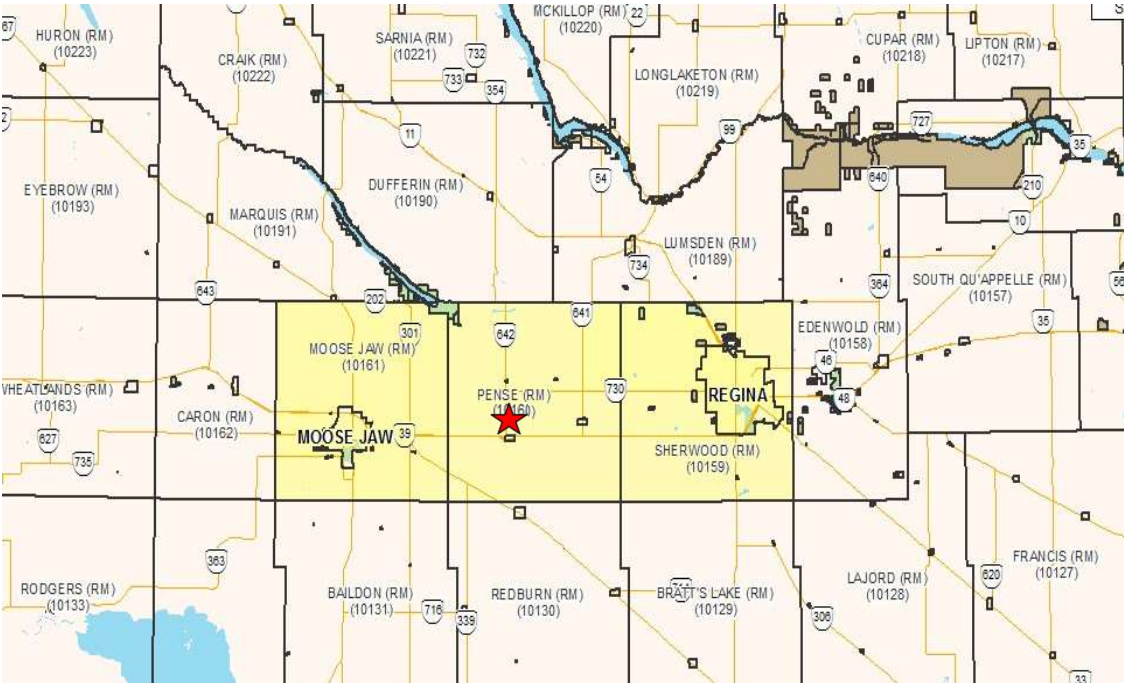 MCKILLOP (RM)
(10220)
22
S
67
HURON (RM)
(10223)
CRAIK (RM)
(10222)
SARNIA (RM)
(10221)
732
733
354
LONGLAKETON (RM)
(10219)
CUPAR (RM)
(10218)
LIPTON (RM)
(10217)
2
11
99
727
35
EYEBROW (RM)
(10193)
DUFFERIN (RM)
(10190)
54
640
210
MARQUIS (RM)
(10191)
10
LUMSDEN (RM)
(10189)
734
643
202
364
SOUTH QU'APPELLE (RM)
(10157)
56
301
642
641
35
MOOSE JAW (RM)
(10161)
EDENWOLD (RM)
(10158)
46
WHEATLANDS (RM)
(10163)
PENSE (RM)
730
REGINA
48
CARON (RM)
(10162)
627
735
MOOSE JAW
39
SHERWOOD (RM)
(10159)
363
FRANCIS (RM)
(10127)
620
RODGERS (RM)
(10133)
BAILDON (RM)
(10131)
716
339
REDBURN (RM)
(10130)
BRATT'S LAKE (RM)
(10129)
306
LAJORD (RM)
(10128)
33